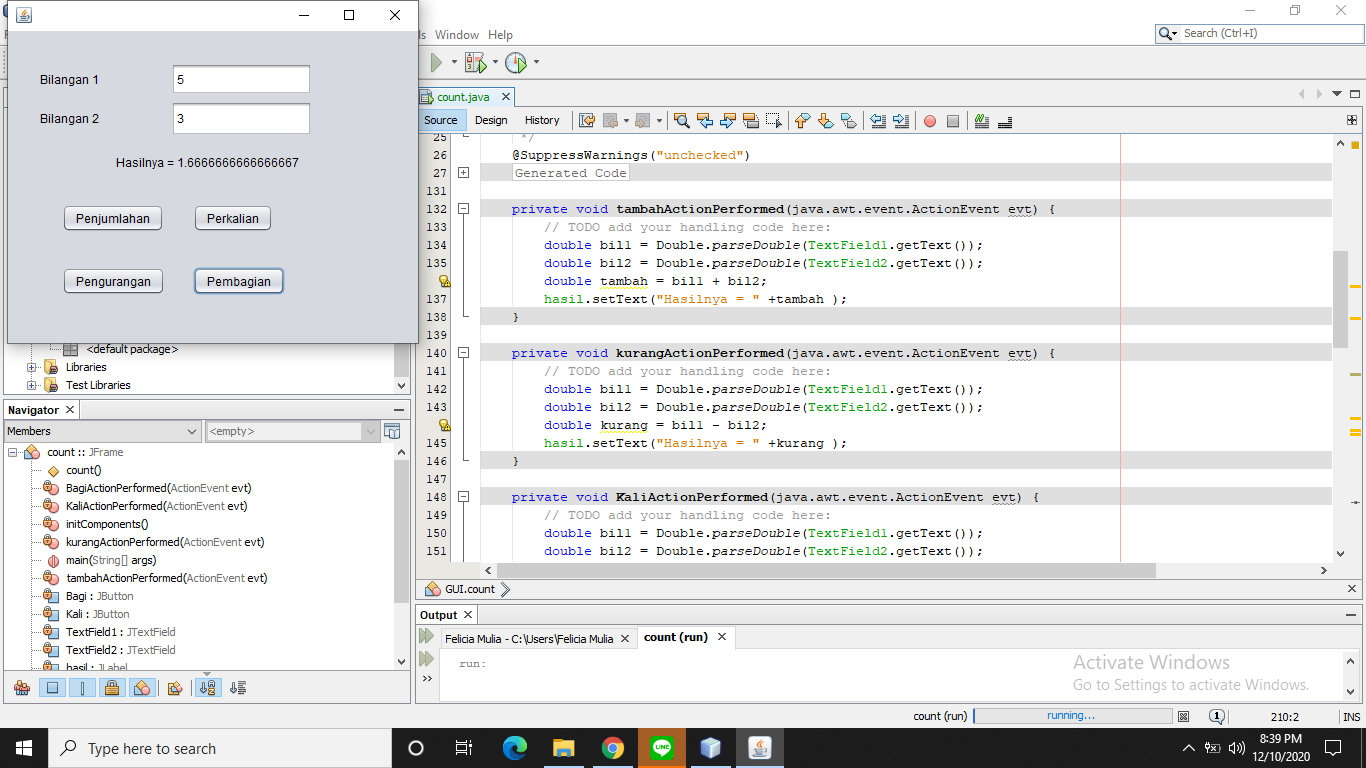 Bilangan 1
5
Bilangan 2
3
Hasilnya = 1.6666666666666667
Penjumlahan
Perkalian
Pengurangan
Pembagian
Window Help
Search (Ctrl+I)
count.java
Source Design History
25 */
26 @SuppressWarnings("unchecked")
27 Generated Code
131
132 private void tambahActionPerformed(java.awt.event.ActionEvent evt) {
133 // TODO add your handling code here:
134 double bil1 = Double.parseDouble(TextField1.getText());
135 double bil2 = Double.parseDouble(TextField2.getText());
double tambah = bil1 + bil2;
137 hasil.setText("Hasilnya = " +tambah );
138 }
139
140 private void kurangActionPerformed(java.awt.event.ActionEvent evt) {
141 // TODO add your handling code here:
142 double bil1 = Double.parseDouble(TextField1.getText());
143 double bil2 = Double.parseDouble(TextField2.getText());
double kurang = bil1 - bil2;
145 hasil.setText("Hasilnya = " +kurang );
146 }
147
148 private void KaliActionPerformed(java.awt.event.ActionEvent evt) {
149 // TODO add your handling code here:
150 double bil1 = Double.parseDouble(TextField1.getText());
151 double bil2 = Double.parseDouble(TextField2.getText());
GUI.count
<default package>
Libraries
Test Libraries
Navigator
Members
<empty>
count :: JFrame
count()
BagiActionPerformed(ActionEvent evt)
KaliActionPerformed(ActionEvent evt)
initComponents()
kurangActionPerformed(ActionEvent evt)
main(String[] args)
tambahActionPerformed(ActionEvent evt)
Bagi : JButton
Kali : JButton
TextField1 : JTextField
TextField2 : JTextField
hasil : JLabel
Output
Felicia Mulia - C:\Users\Felicia Mulia
count (run)
run:
Activate Windows
Go to Settings to activate Windows.
count (run) running... 1 210:2 INS
Type here to search
LINE
8:39 PM
12/10/2020